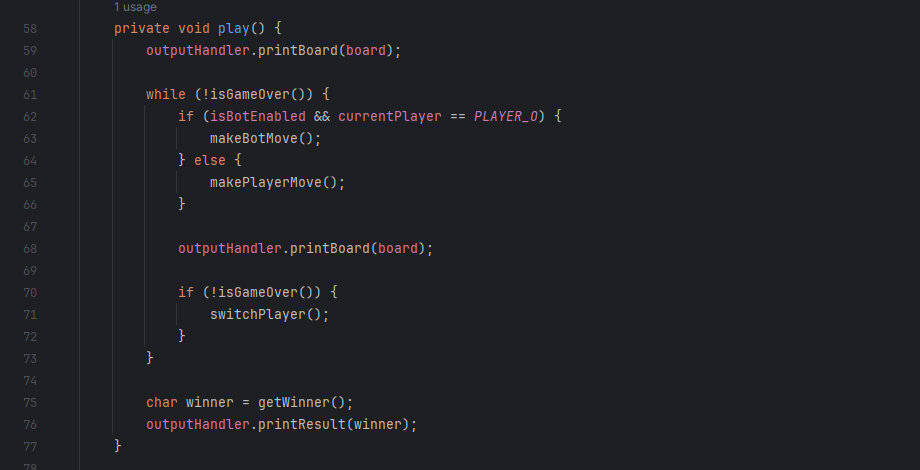 1 usage
58 private void play() {
59 outputHandler.printBoard(board);
60
61 while (!isGameOver()) {
62 if (isBotEnabled && currentPlayer == PLAYER_O) {
63 makeBotMove();
64 } else {
65 makePlayerMove();
66 }
67
68 outputHandler.printBoard(board);
69
70 if (!isGameOver()) {
71 switchPlayer();
72 }
73 }
74
75 char winner = getWinner();
76 outputHandler.printResult(winner);
77 }
78